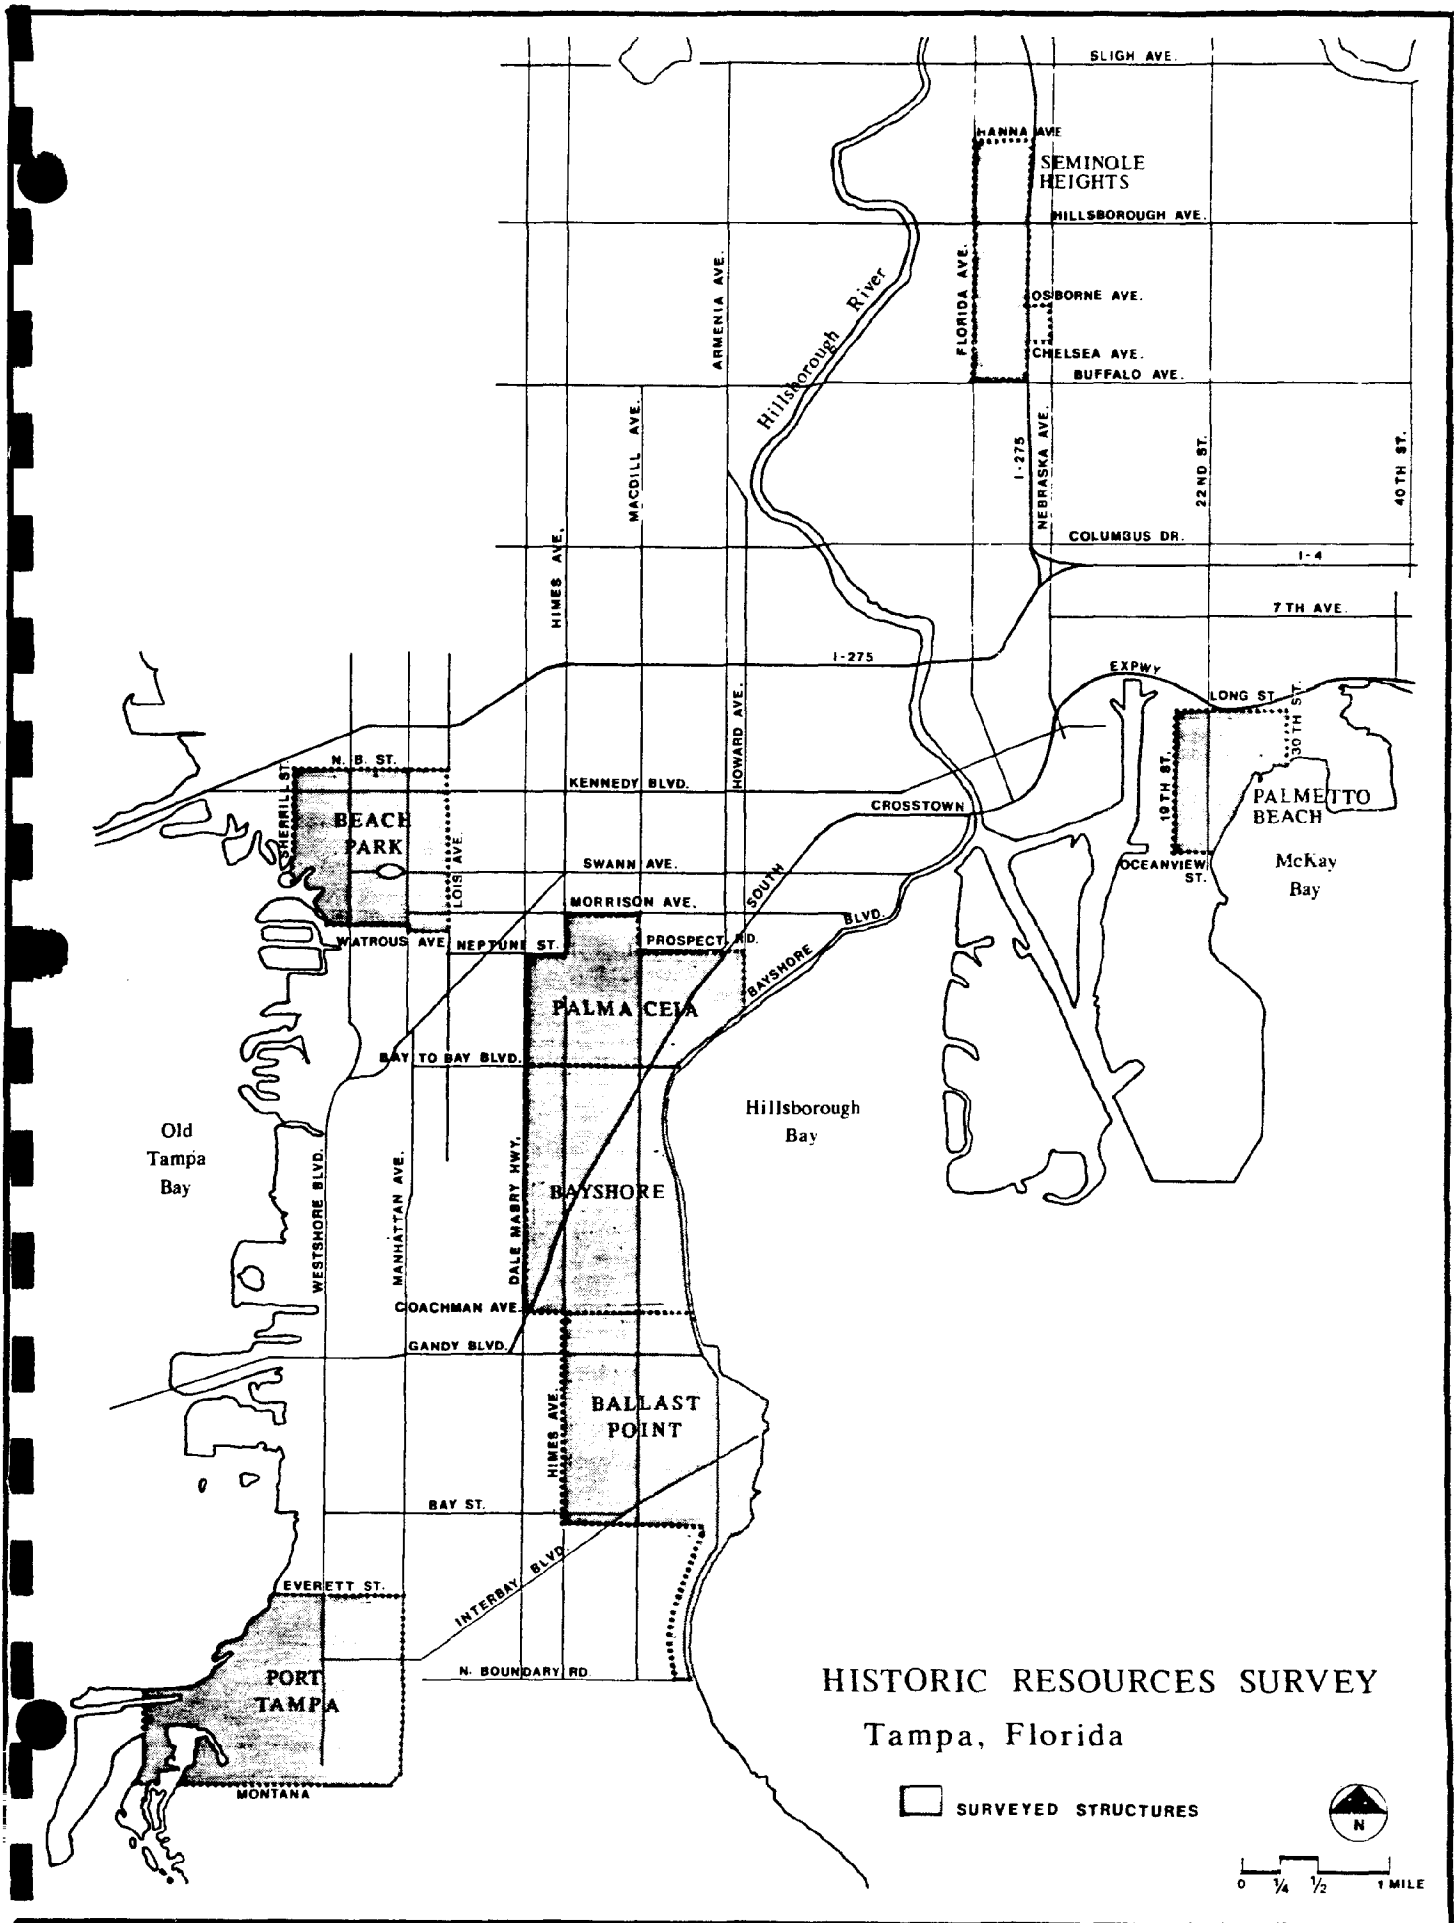 SLIGH AVE.
HANNA AVE
SEMINOLE
HEIGHTS
HILLSBOROUGH AVE.
ARMENIA AVE.
Hillsborough River
FLORIDA AVE.
OSBORNE AVE.
CHELSEA AVE.
BUFFALO AVE.
MACDILL AVE.
I-275
NEBRASKA AVE.
22ND ST.
40TH ST.
COLUMBUS DR.
I-4
HIMES AVE.
7TH AVE.
I-275
EXPWY
LONG ST.
30TH ST.
HOWARD AVE.
N. B. ST.
SHERRILL ST.
KENNEDY BLVD.
CROSSTOWN
19TH ST.
PALMETTO
BEACH
BEACH
PARK
LOIS AVE.
SWANN AVE.
SOUTH
OCEANVIEW
ST.
McKay
Bay
MORRISON AVE.
BAYSHORE BLVD.
WATROUS AVE
NEPTUNE ST.
PROSPECT RD.
PALMA CEIA
BAY TO BAY BLVD.
Hillsborough
Bay
Old
Tampa
Bay
WESTSHORE BLVD.
MANHATTAN AVE.
DALE MABRY HWY.
BAYSHORE
COACHMAN AVE.
GANDY BLVD.
HIMES AVE.
BALLAST
POINT
BAY ST.
INTERBAY BLVD.
EVERETT ST.
N. BOUNDARY RD.
PORT
TAMPA
MONTANA
HISTORIC RESOURCES SURVEY
Tampa, Florida
SURVEYED STRUCTURES
N
0 1/4 1/2 1 MILE